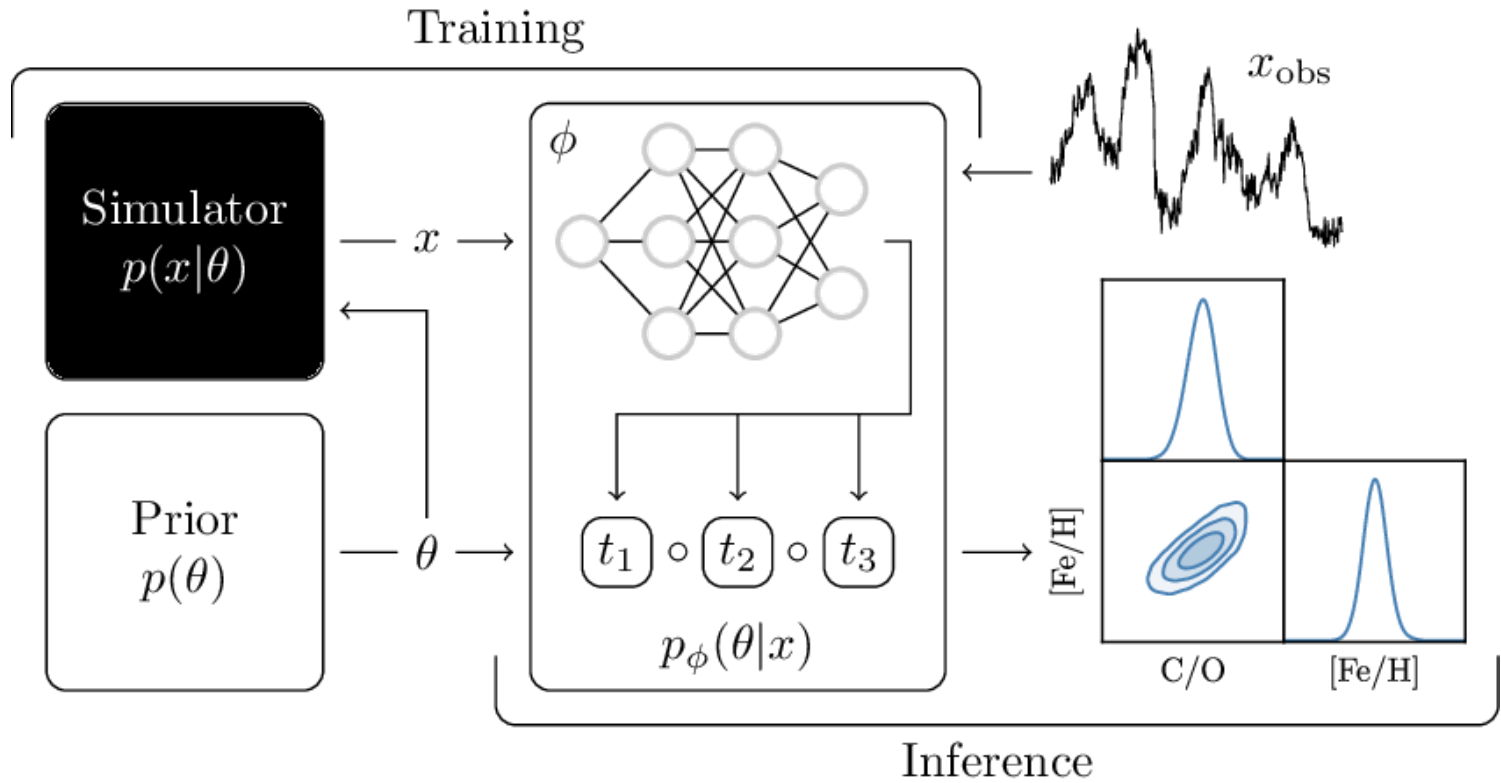 Training
x_obs
Simulator
p(x|θ)
ϕ
x
Prior
p(θ)
θ
t_1 ∘ t_2 ∘ t_3
p_ϕ(θ|x)
[Fe/H]
C/O [Fe/H]
Inference